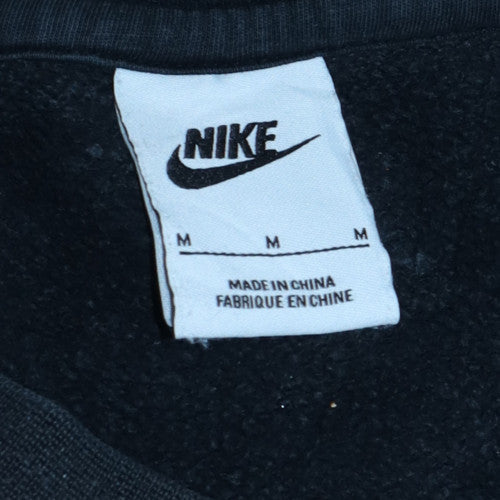 NIKE
M M M
MADE IN CHINA
FABRIQUE EN CHINE